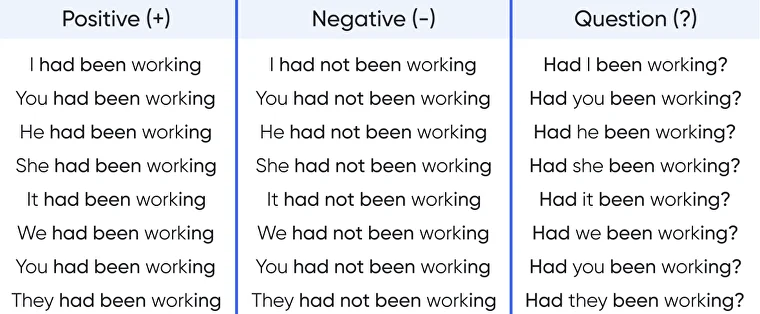 Positive (+) Negative (-) Question (?)
I had been working I had not been working Had I been working?
You had been working You had not been working Had you been working?
He had been working He had not been working Had he been working?
She had been working She had not been working Had she been working?
It had been working It had not been working Had it been working?
We had been working We had not been working Had we been working?
You had been working You had not been working Had you been working?
They had been working They had not been working Had they been working?